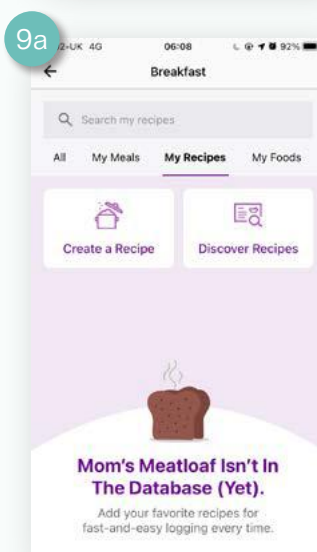 9a
02-UK 4G 06:08 92%
Breakfast
Search my recipes
All My Meals My Recipes My Foods
Create a Recipe Discover Recipes
Mom's Meatloaf Isn't In
The Database (Yet).
Add your favorite recipes for
fast-and-easy logging every time.